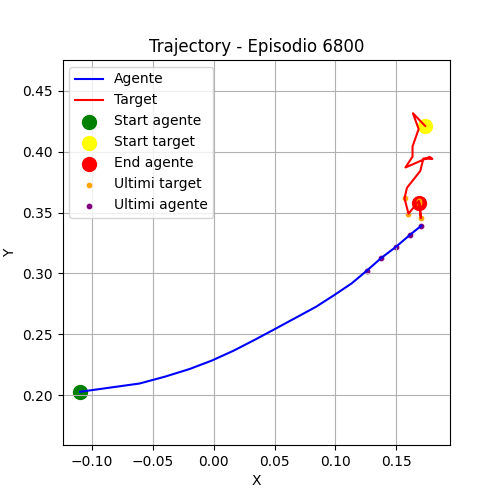 Trajectory - Episodio 6800
Agente
Target
Start agente
Start target
End agente
Ultimi target
Ultimi agente
0.45
0.40
0.35
0.30
0.25
0.20
Y
−0.10
−0.05
0.00
0.05
0.10
0.15
X